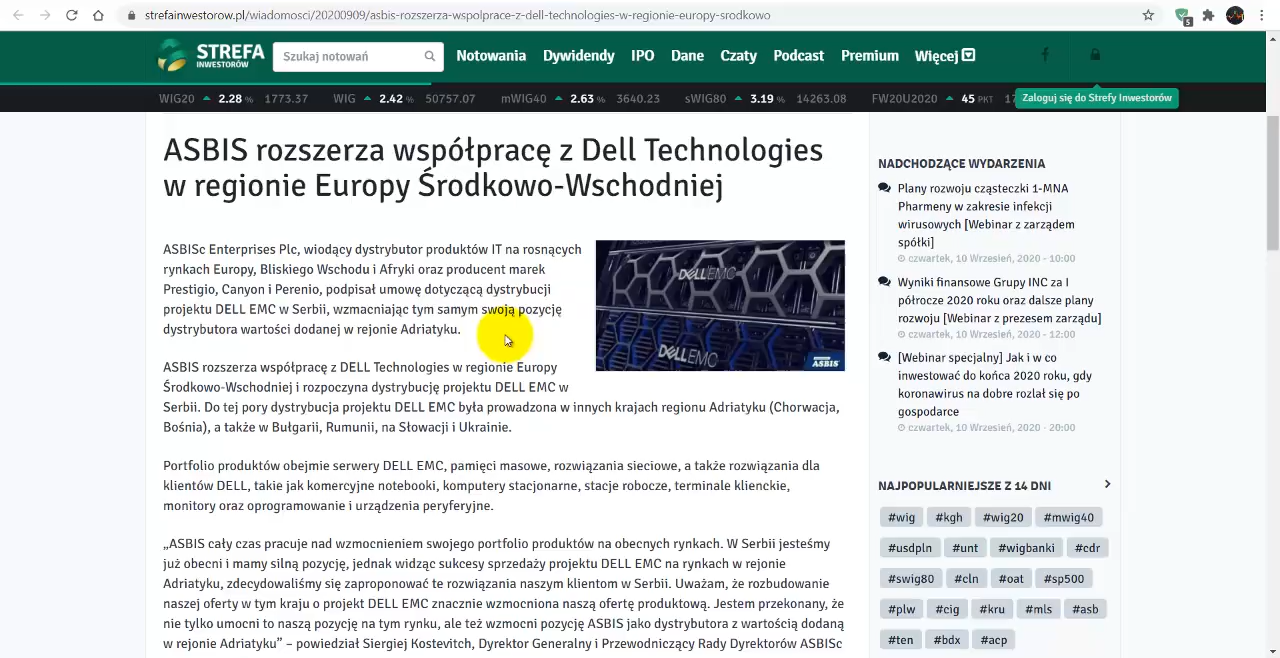 strefainwestorow.pl/wiadomosci/20200909/asbis-rozszerza-wspolprace-z-dell-technologies-w-regionie-europy-srodkowo
5
STREFA
INWESTORÓW
Szukaj notowań
Notowania Dywidendy IPO Dane Czaty Podcast Premium Więcej
WIG20 2.28 % 1773.37 WIG 2.42 % 50757.07 mWIG40 2.63 % 3640.23 sWIG80 3.19 % 14263.08 FW20U2020 45 PKT
Zaloguj się do Strefy Inwestorów
ASBIS rozszerza współpracę z Dell Technologies
w regionie Europy Środkowo-Wschodniej
ASBISc Enterprises Plc, wiodący dystrybutor produktów IT na rosnących
rynkach Europy, Bliskiego Wschodu i Afryki oraz producent marek
Prestigio, Canyon i Perenio, podpisał umowę dotyczącą dystrybucji
projektu DELL EMC w Serbii, wzmacniając tym samym swoją pozycję
dystrybutora wartości dodanej w rejonie Adriatyku.
DELLEMC
DELLEMC
ASBIS
ASBIS rozszerza współpracę z DELL Technologies w regionie Europy
Środkowo-Wschodniej i rozpoczyna dystrybucję projektu DELL EMC w
Serbii. Do tej pory dystrybucja projektu DELL EMC była prowadzona w innych krajach regionu Adriatyku (Chorwacja,
Bośnia), a także w Bułgarii, Rumunii, na Słowacji i Ukrainie.
Portfolio produktów obejmie serwery DELL EMC, pamięci masowe, rozwiązania sieciowe, a także rozwiązania dla
klientów DELL, takie jak komercyjne notebooki, komputery stacjonarne, stacje robocze, terminale klienckie,
monitory oraz oprogramowanie i urządzenia peryferyjne.
„ASBIS cały czas pracuje nad wzmocnieniem swojego portfolio produktów na obecnych rynkach. W Serbii jesteśmy
już obecni i mamy silną pozycję, jednak widząc sukcesy sprzedaży projektu DELL EMC na rynkach w rejonie
Adriatyku, zdecydowaliśmy się zaproponować te rozwiązania naszym klientom w Serbii. Uważam, że rozbudowanie
naszej oferty w tym kraju o projekt DELL EMC znacznie wzmocniona naszą ofertę produktową. Jestem przekonany, że
nie tylko umocni to naszą pozycję na tym rynku, ale też wzmocni pozycję ASBIS jako dystrybutora z wartością dodaną
w rejonie Adriatyku” – powiedział Siergiej Kostevitch, Dyrektor Generalny i Przewodniczący Rady Dyrektorów ASBISc
NADCHODZĄCE WYDARZENIA
Plany rozwoju cząsteczki 1-MNA
Pharmeny w zakresie infekcji
wirusowych [Webinar z zarządem
spółki]
czwartek, 10 Wrzesień, 2020 - 10:00
Wyniki finansowe Grupy INC za I
półrocze 2020 roku oraz dalsze plany
rozwoju [Webinar z prezesem zarządu]
czwartek, 10 Wrzesień, 2020 - 12:00
[Webinar specjalny] Jak i w co
inwestować do końca 2020 roku, gdy
koronawirus na dobre rozlał się po
gospodarce
czwartek, 10 Wrzesień, 2020 - 20:00
NAJPOPULARNIEJSZE Z 14 DNI
#wig #kgh #wig20 #mwig40
#usdpln #unt #wigbanki #cdr
#swig80 #cln #oat #sp500
#plw #cig #kru #mls #asb
#ten #bdx #acp